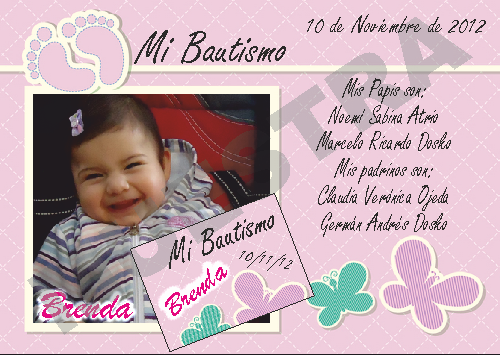 10 de Noviembre de 2012
Mi Bautismo
Mis Papis son:
Noemi Sabina Atrio
Marcelo Ricardo Dosko
Mis padrinos son:
Claudia Verónica Ojeda
Germán Andrés Dosko
Mi Bautismo
10/11/12
Brenda
Brenda
MUESTRA